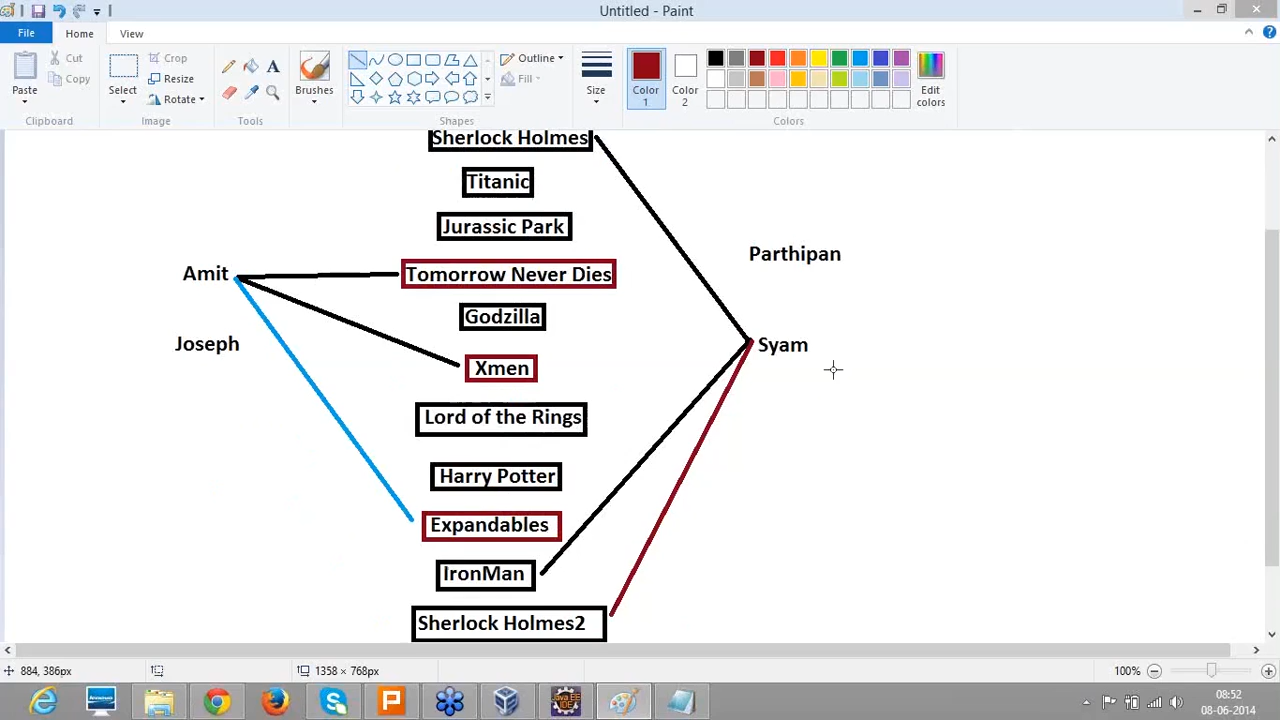 Untitled - Paint
File
Home
View
Paste
Cut
Copy
Clipboard
Select
Crop
Resize
Rotate
Image
A
Tools
Brushes
Outline
Fill
Shapes
Size
Color 1
Color 2
Edit colors
Colors
Sherlock Holmes
Titanic
Jurassic Park
Parthipan
Amit
Tomorrow Never Dies
Godzilla
Joseph
Syam
Xmen
Lord of the Rings
Harry Potter
Expandables
IronMan
Sherlock Holmes2
884, 386px
1358 × 768px
100%
08:52
08-06-2014